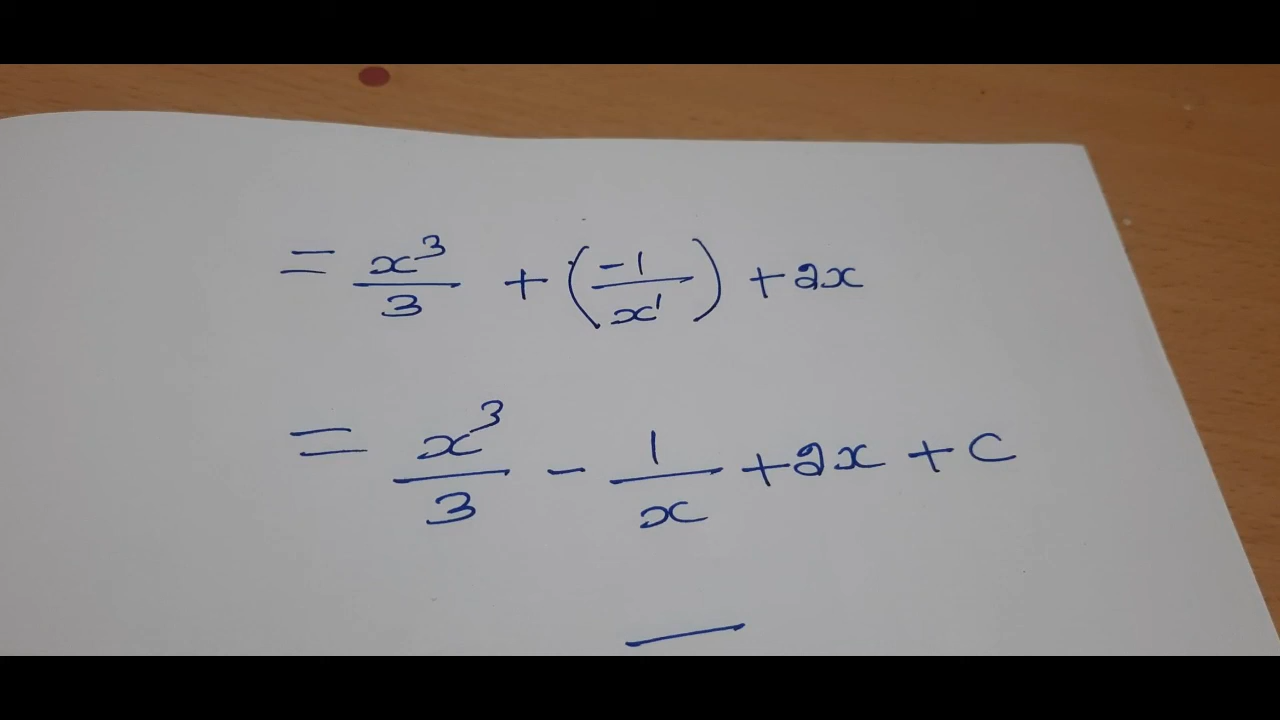 = x³/3 + (-1/x¹) + 2x
= x³/3 - 1/x + 2x + C